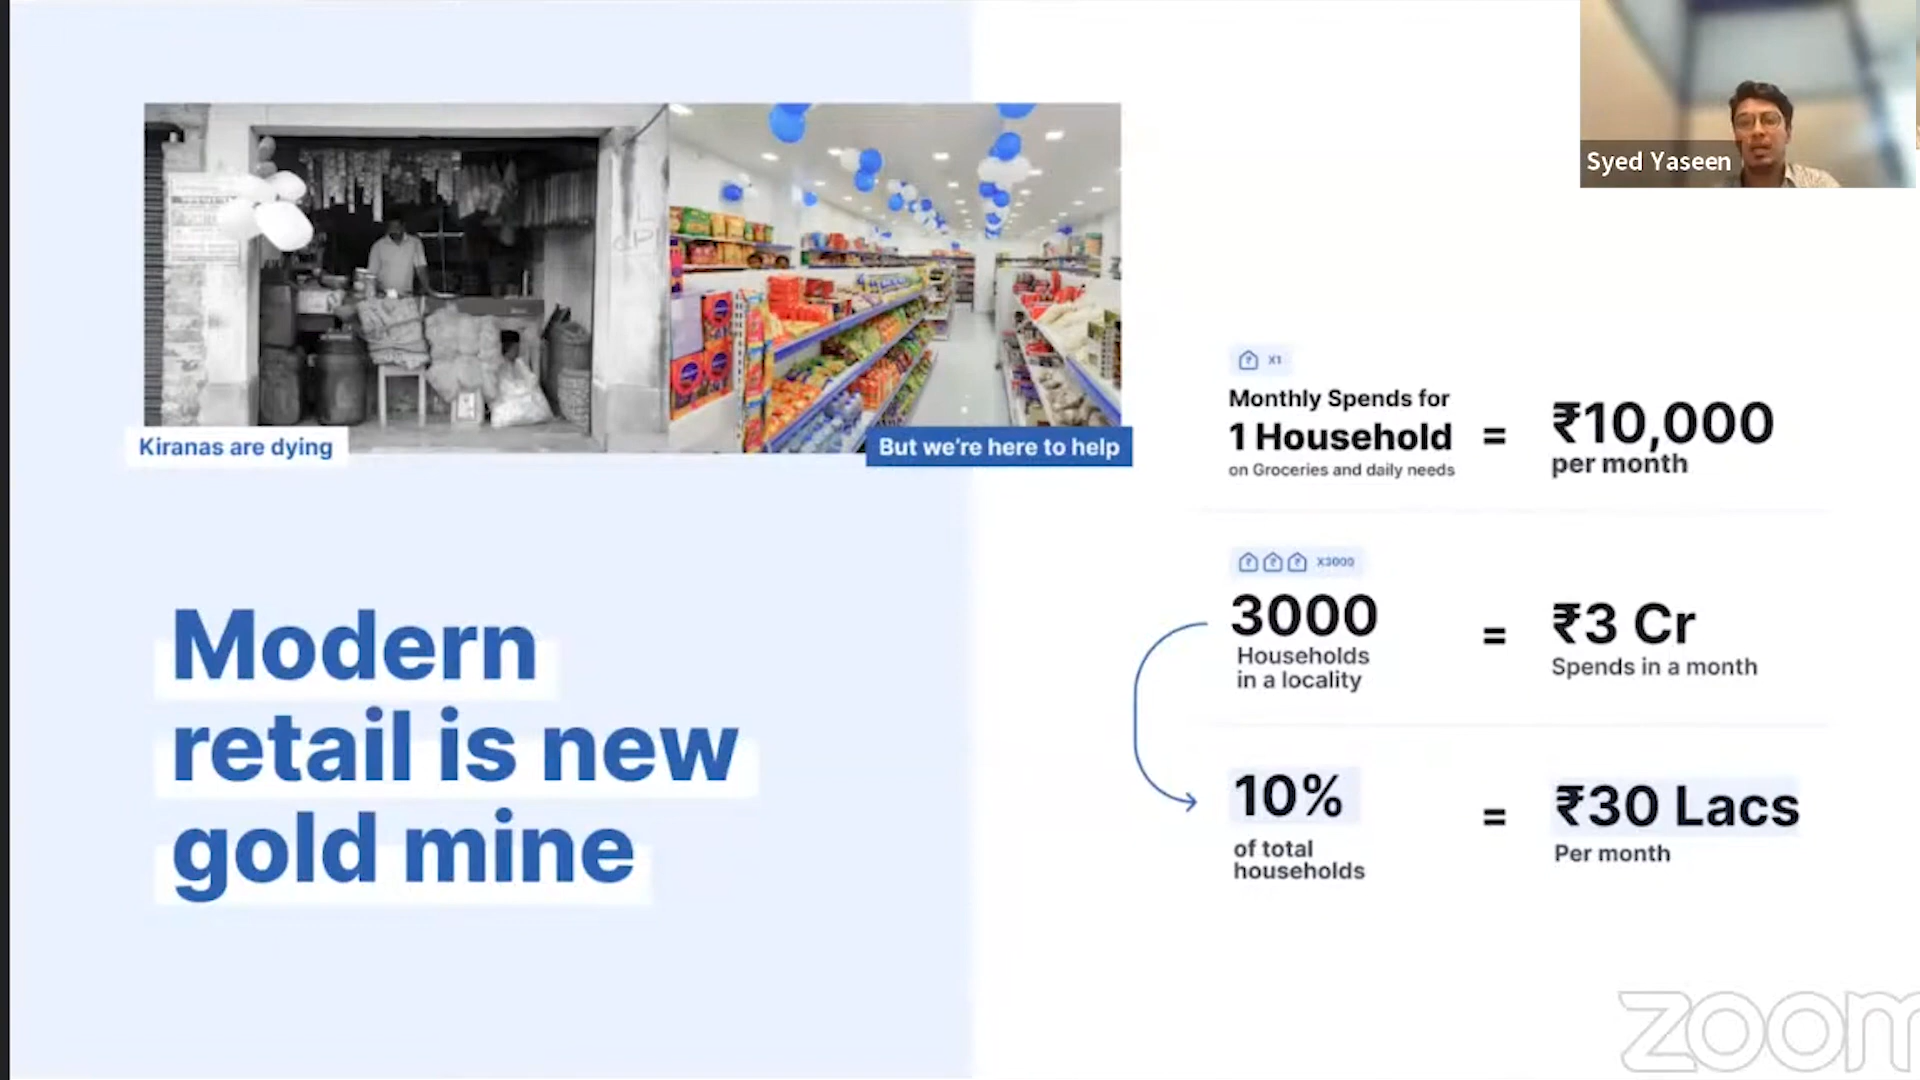 Syed Yaseen
Kiranas are dying
But we're here to help
Modern
retail is new
gold mine
X1
Monthly Spends for
1 Household
on Groceries and daily needs
=
₹10,000
per month
X3000
3000
Households
in a locality
=
₹3 Cr
Spends in a month
10%
of total
households
=
₹30 Lacs
Per month
zoom